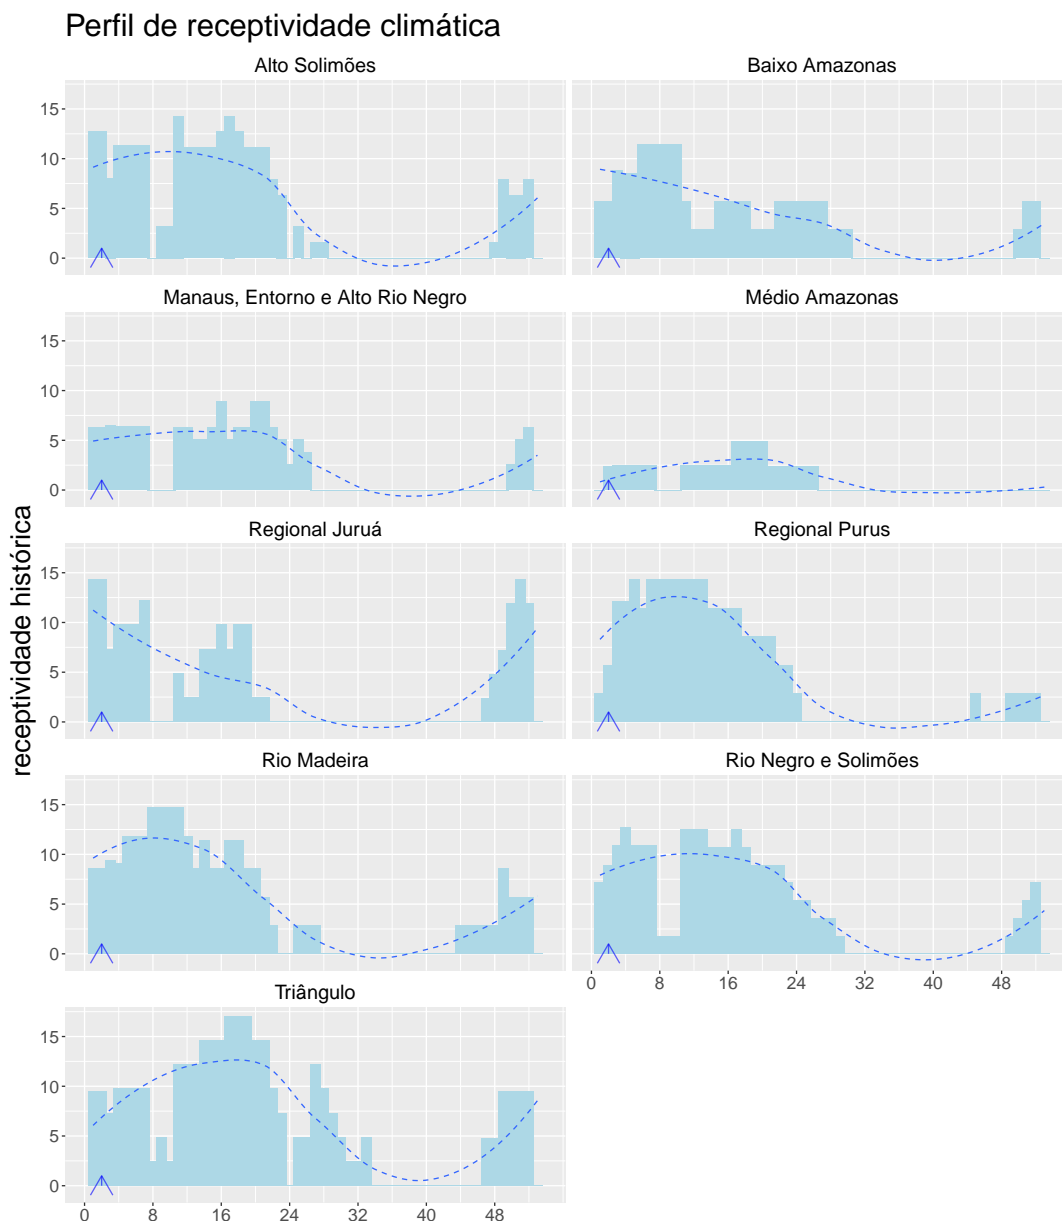 Perfil de receptividade climática
Alto Solimões
Baixo Amazonas
15
10
5
0
Manaus, Entorno e Alto Rio Negro
Médio Amazonas
15
10
5
0
receptividade histórica
Regional Juruá
Regional Purus
15
10
5
0
Rio Madeira
Rio Negro e Solimões
15
10
5
0
0 8 16 24 32 40 48
Triângulo
15
10
5
0
0 8 16 24 32 40 48